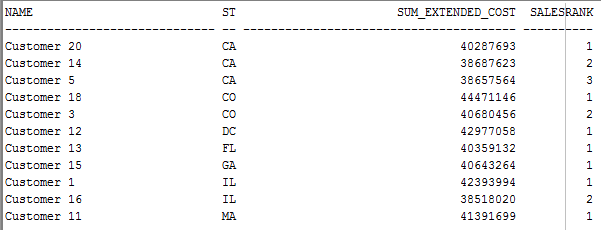 NAME ST SUM_EXTENDED_COST SALESRANK
------------------------------ -- ---------------------------------------- ----------
Customer 20 CA 40287693 1
Customer 14 CA 38687623 2
Customer 5 CA 38657564 3
Customer 18 CO 44471146 1
Customer 3 CO 40680456 2
Customer 12 DC 42977058 1
Customer 13 FL 40359132 1
Customer 15 GA 40643264 1
Customer 1 IL 42393994 1
Customer 16 IL 38518020 2
Customer 11 MA 41391699 1